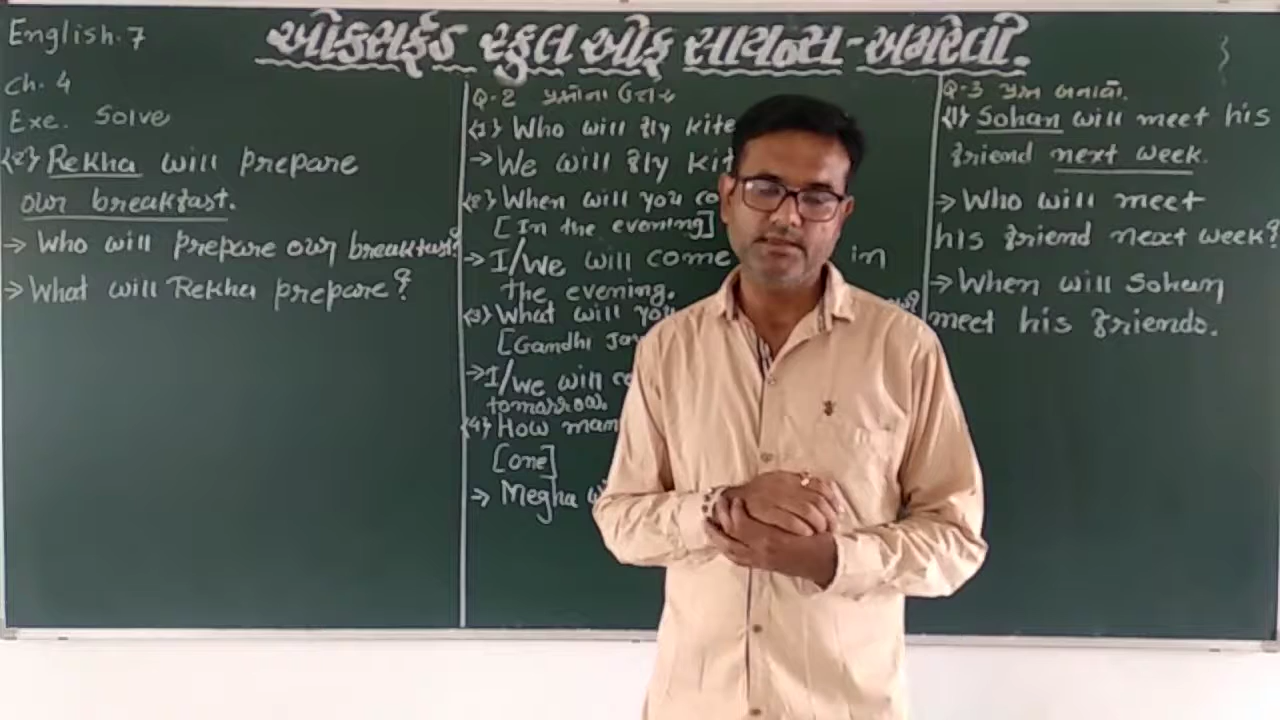 English. 7
ઓક્સફર્ડ સ્કુલ ઓફ સાયન્સ-અમરેલી.
Ch. 4
Exe. Solve
{2} Rekha will prepare
our breakfast.
→ Who will prepare our breakfast?
→ What will Rekha prepare?
Q-2 પ્રશ્નોના ઉત્તર
{1} Who will fly kite
→ We will fly kit
{2} When will you co
[In the evening]
→ I/we will come in
the evening.
{3} What will you
[Gandhi Ja
→ I/we will c
tomorrow.
{4} How man
[one]
→ Megha wi
Q-3 પ્રશ્ન બનાવો.
{1} Sohan will meet his
friend next week.
→ Who will meet
his friend next week?
→ When will Sohan
meet his friends.